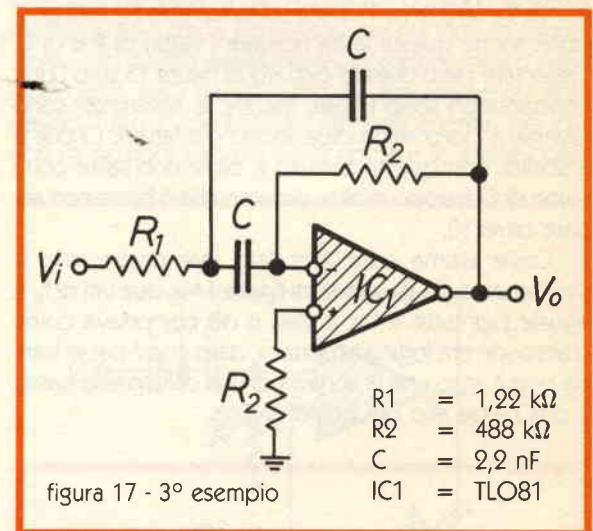 C
R2
C
R1
Vi
-
IC1
+
Vo
R2
R1 = 1,22 kΩ
R2 = 488 kΩ
C = 2,2 nF
IC1 = TLO81
figura 17 - 3° esempio